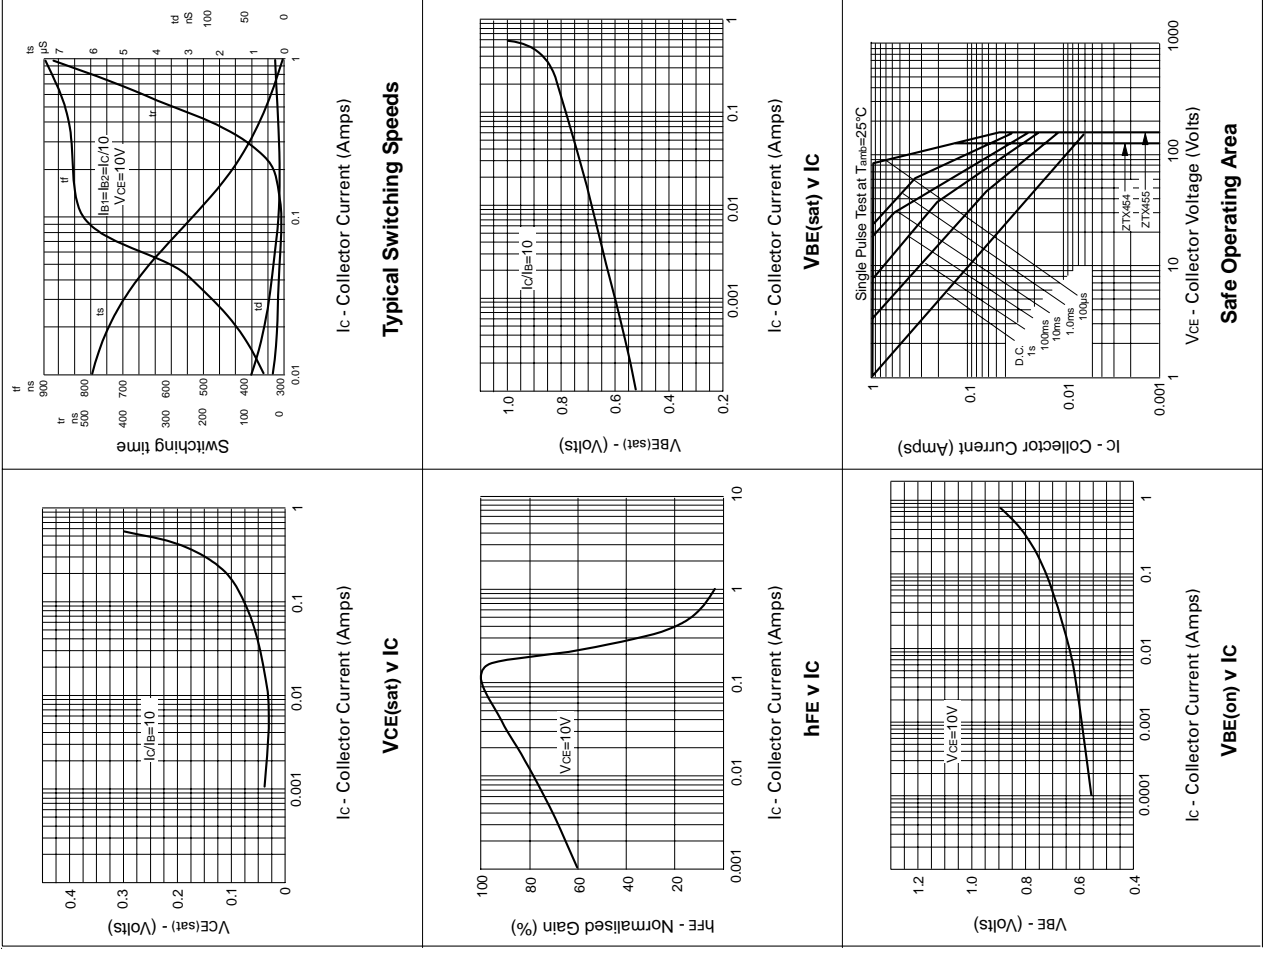 VCE(sat) - (Volts)
0.4
0.3
0.2
0.1
0
IC/IB=10
0.001
0.01
0.1
1
IC - Collector Current (Amps)
VCE(sat) v IC
Switching time
tr
ns
500
400
300
200
100
0
tf
ns
900
800
700
600
500
400
300
IB1=IB2=IC/10
VCE=10V
ts
tf
td
tr
ts
µS
7
6
5
4
3
2
1
0
td
nS
100
50
0
0.01
0.1
1
IC - Collector Current (Amps)
Typical Switching Speeds
hFE - Normalised Gain (%)
100
80
60
40
20
VCE=10V
0.001
0.01
0.1
1
10
IC - Collector Current (Amps)
hFE v IC
VBE(sat) - (Volts)
1.0
0.8
0.6
0.4
0.2
IC/IB=10
0.001
0.01
0.1
1
IC - Collector Current (Amps)
VBE(sat) v IC
VBE - (Volts)
1.2
1.0
0.8
0.6
0.4
VCE=10V
0.0001
0.001
0.01
0.1
1
IC - Collector Current (Amps)
VBE(on) v IC
IC - Collector Current (Amps)
1
0.1
0.01
0.001
Single Pulse Test at Tamb=25°C
D.C.
1s
100ms
10ms
1.0ms
100µs
ZTX454
ZTX455
1
10
100
1000
VCE - Collector Voltage (Volts)
Safe Operating Area